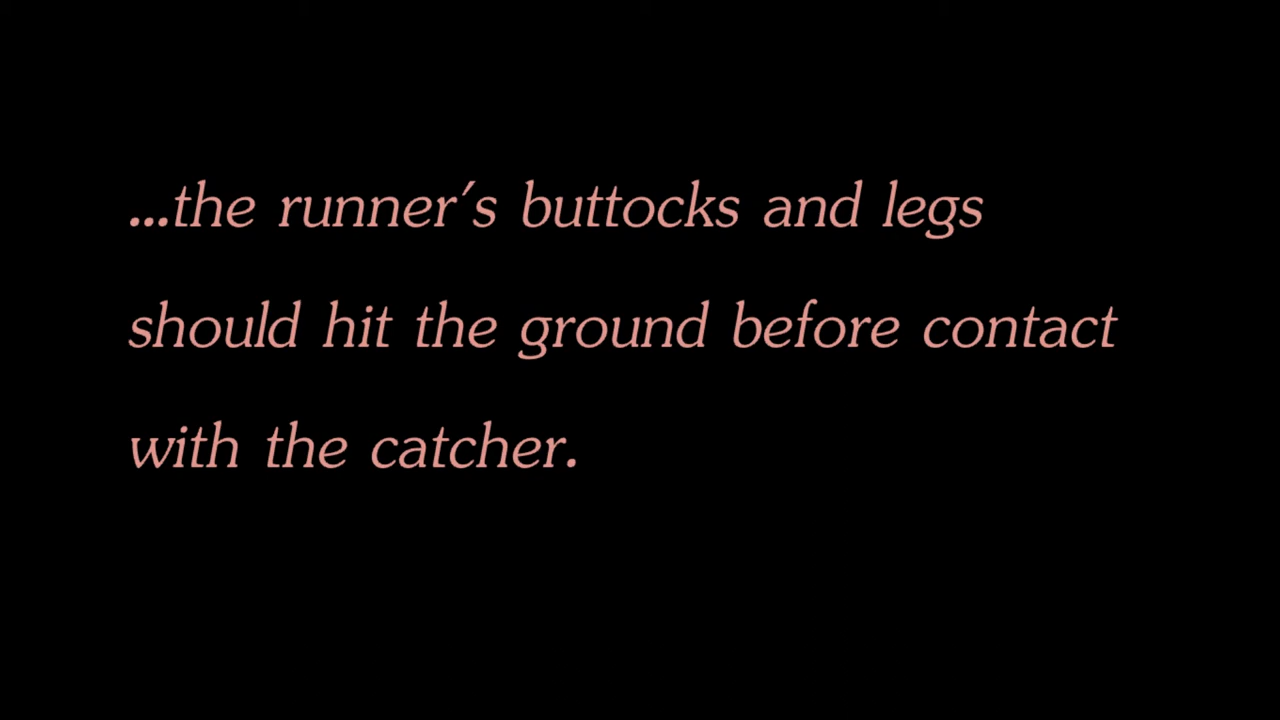 ...the runner's buttocks and legs
should hit the ground before contact
with the catcher.